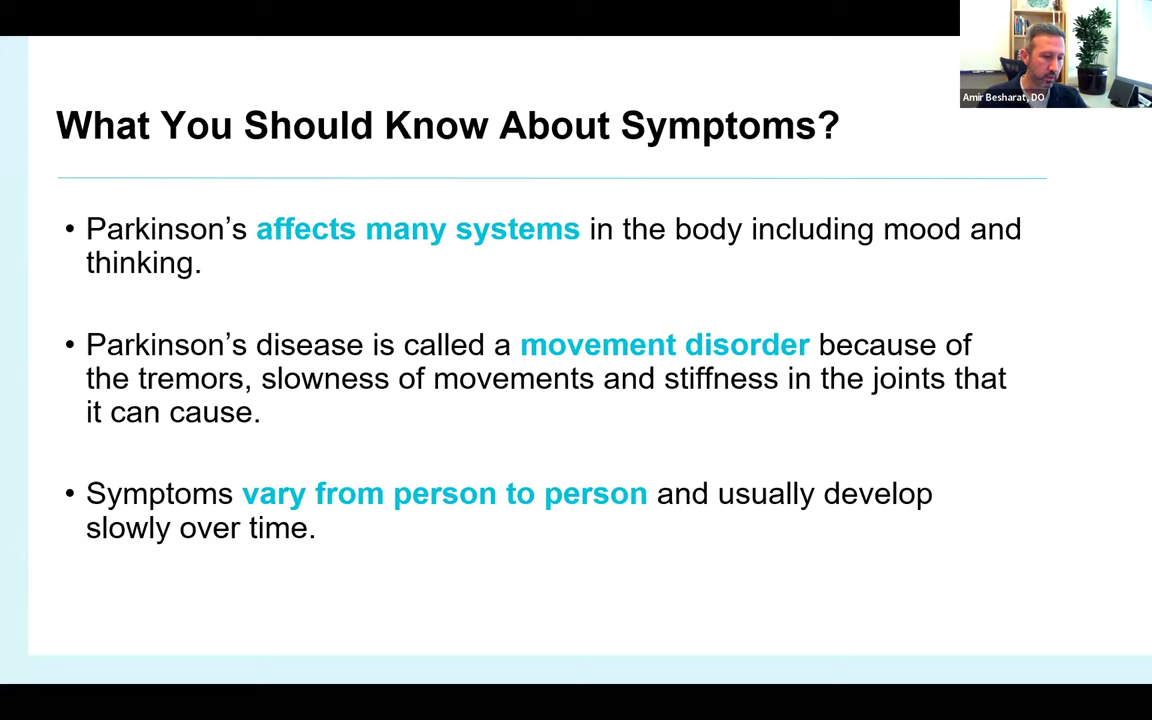 What You Should Know About Symptoms?
Amir Besharat, DO
• Parkinson’s affects many systems in the body including mood and
thinking.
• Parkinson’s disease is called a movement disorder because of
the tremors, slowness of movements and stiffness in the joints that
it can cause.
• Symptoms vary from person to person and usually develop
slowly over time.